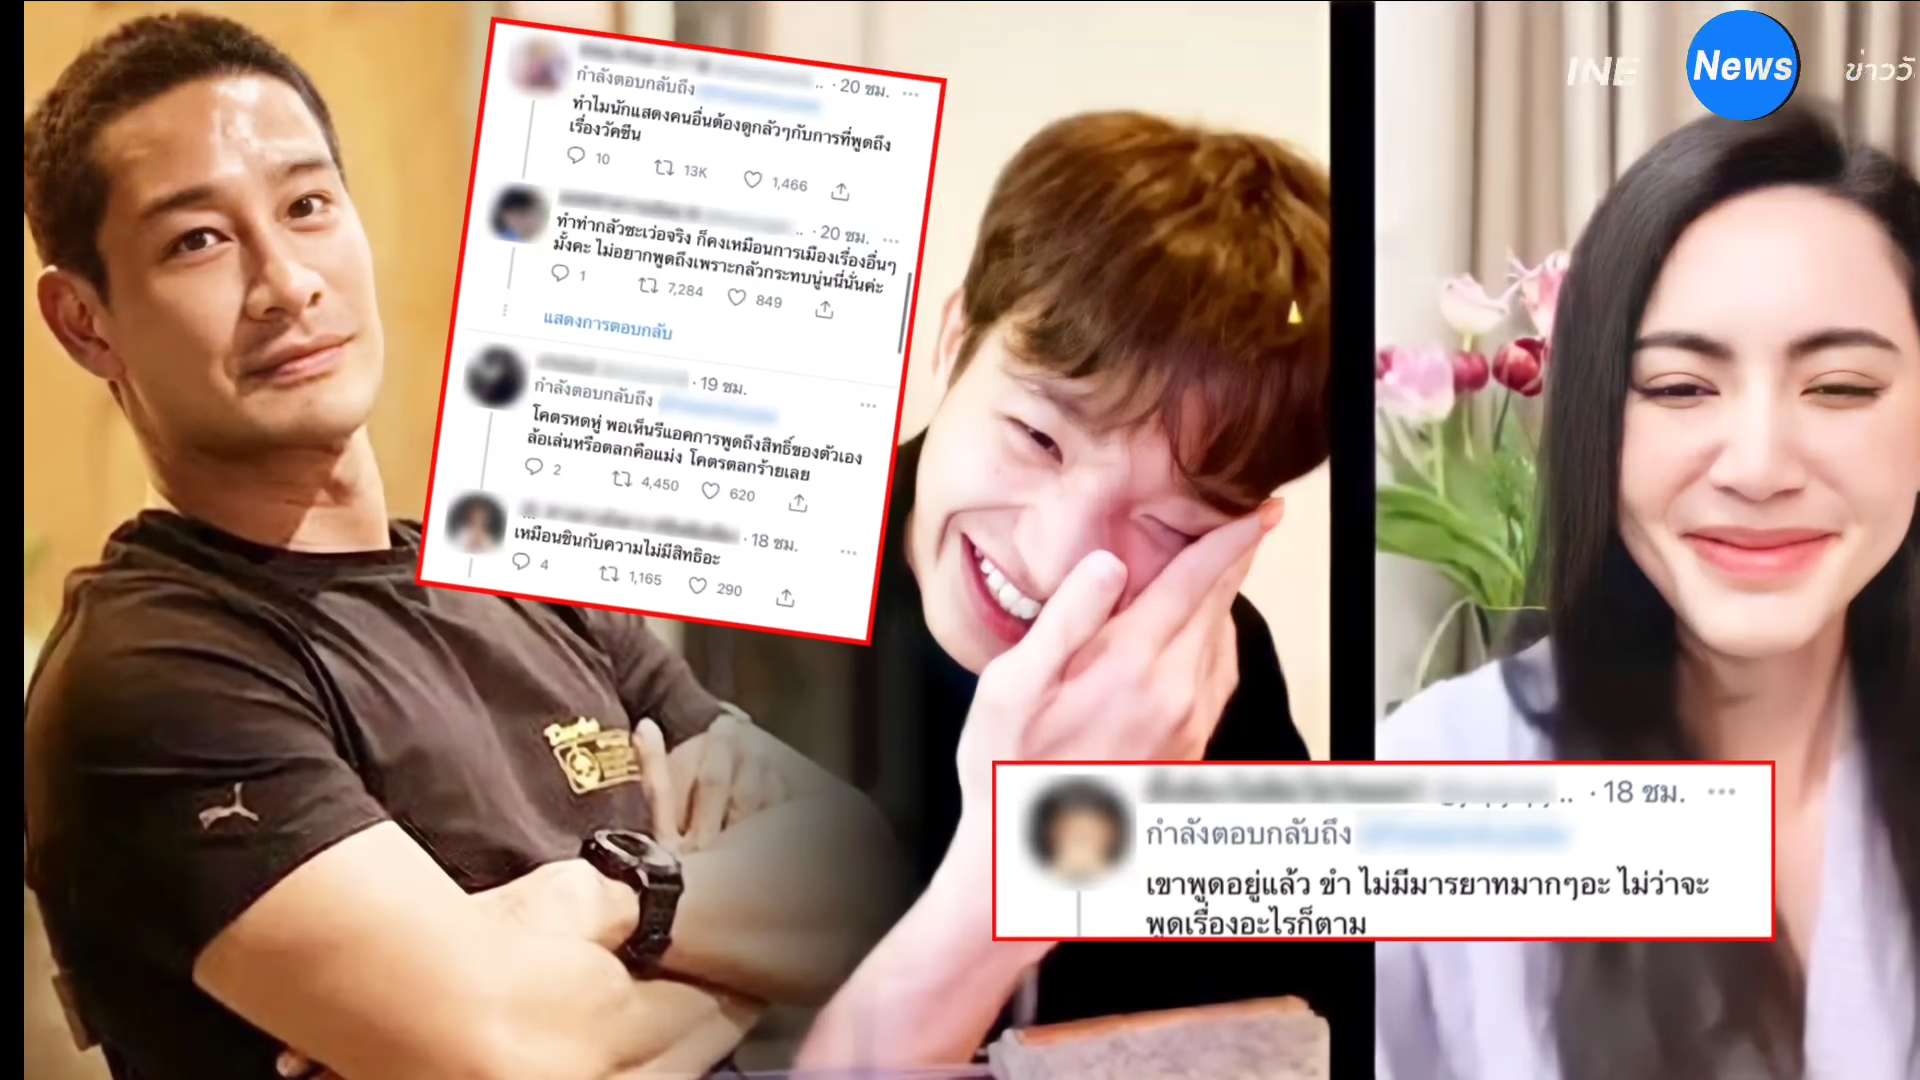 INE News ข่าววั
.. · 20 ชม. ...
กำลังตอบกลับถึง
ทำไมนักแสดงคนอื่นต้องดูกลัวๆกับการที่พูดถึง
เรื่องวัคซีน
10 13K 1,466
.. · 20 ชม. ...
ทำท่ากลัวซะเว่อจริง ก็คงเหมือนการเมืองเรื่องอื่นๆ
มั้งคะ ไม่อยากพูดถึงเพราะกลัวกระทบนู่นนี่นั่นค่ะ
1 7,284 849
แสดงการตอบกลับ
· 19 ชม. ...
กำลังตอบกลับถึง
โคตรหดหู่ พอเห็นรีแอคการพูดถึงสิทธิ์ของตัวเอง
ล้อเล่นหรือตลกคือแม่ง โคตรตลกร้ายเลย
2 4,450 620
· 18 ชม. ...
เหมือนชินกับความไม่มีสิทธิอะ
4 1,165 290
.. · 18 ชม. ...
กำลังตอบกลับถึง
เขาพูดอยู่แล้ว ขำ ไม่มีมารยาทมากๆอะ ไม่ว่าจะ
พูดเรื่องอะไรก็ตาม